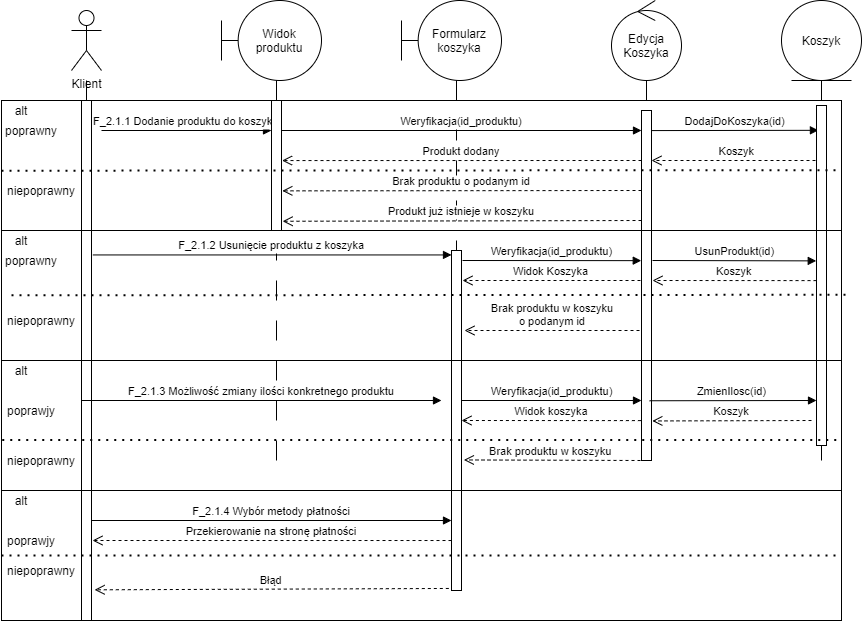 Widok
produktu
Formularz
koszyka
Edycja
Koszyka
Koszyk
Klient
alt
poprawny
F_2.1.1 Dodanie produktu do koszyk
Weryfikacja(id_produktu)
DodajDoKoszyka(id)
Produkt dodany
Koszyk
niepoprawny
Brak produktu o podanym id
Produkt już istnieje w koszyku
alt
poprawny
F_2.1.2 Usunięcie produktu z koszyka
Weryfikacja(id_produktu)
UsunProdukt(id)
Widok Koszyka
Koszyk
niepoprawny
Brak produktu w koszyku
o podanym id
alt
F_2.1.3 Możliwość zmiany ilości konkretnego produktu
Weryfikacja(id_produktu)
ZmienIlosc(id)
poprawjy
Widok koszyka
Koszyk
niepoprawny
Brak produktu w koszyku
alt
F_2.1.4 Wybór metody płatności
Przekierowanie na stronę płatności
poprawjy
niepoprawny
Błąd